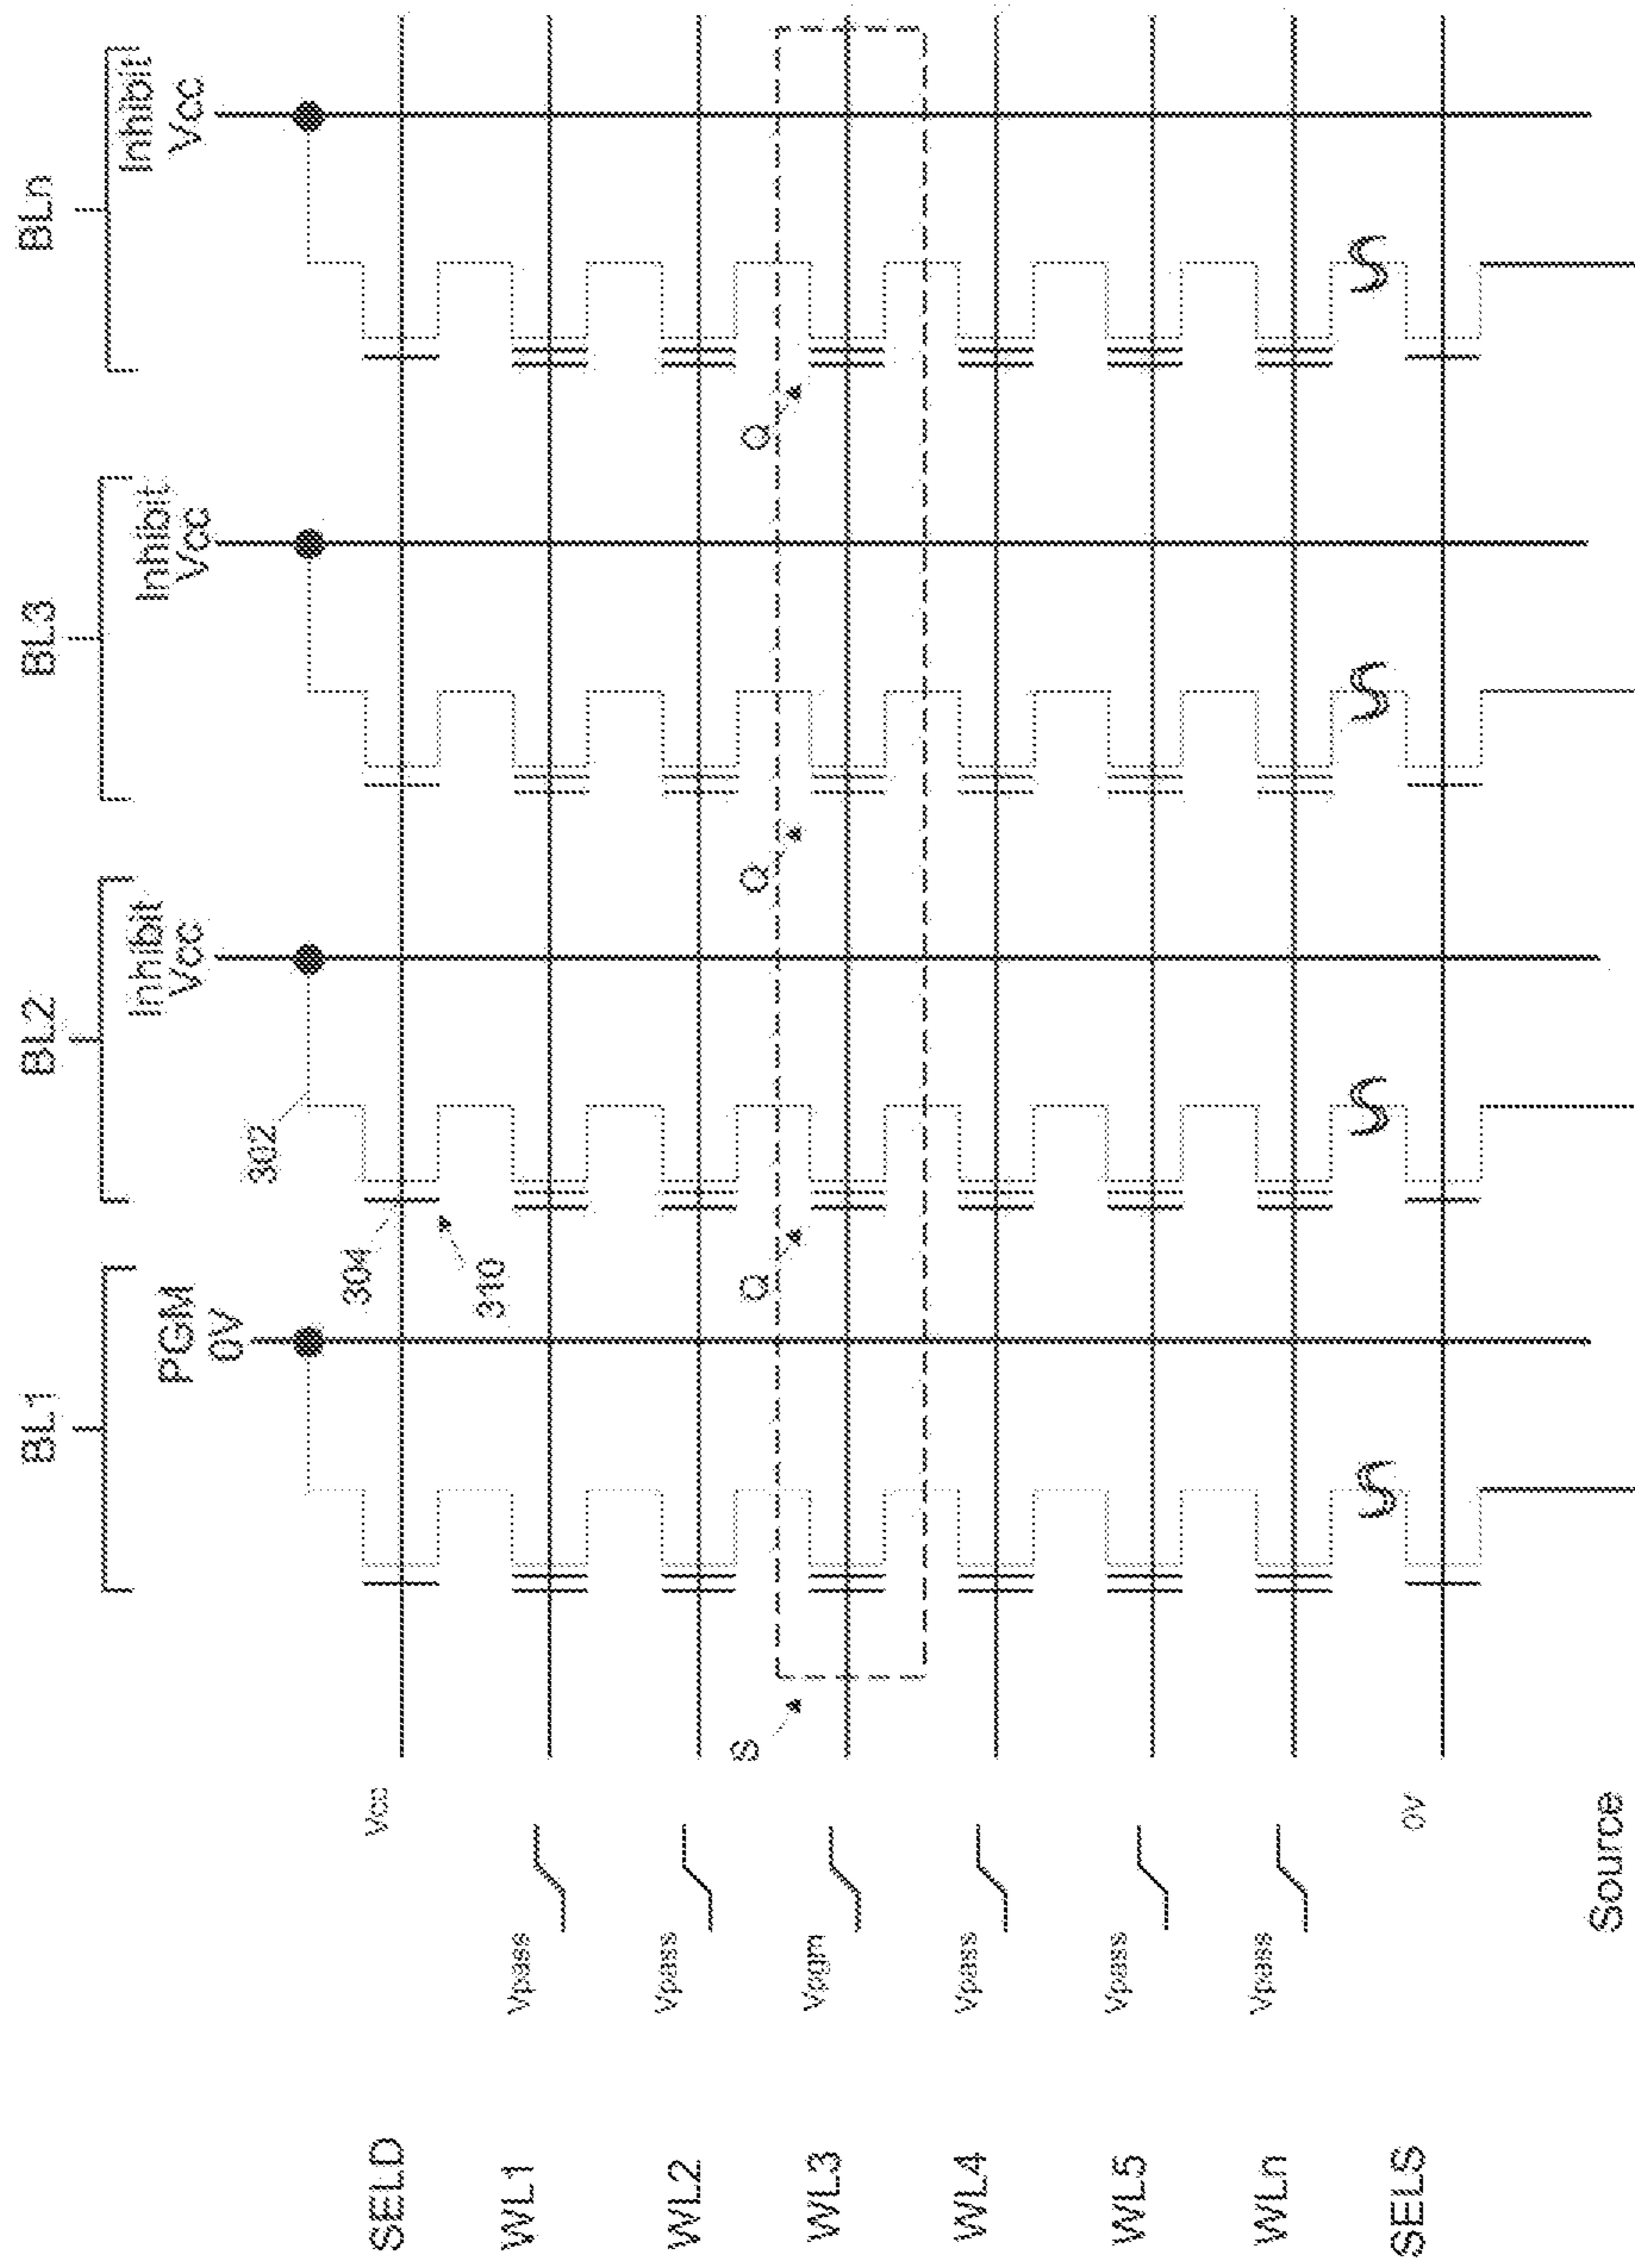 BL1
BL2
BL3
BLn
PGM
0V
Inhibit
Vcc
Inhibit
Vcc
Inhibit
Vcc
302
304
310
SELD
Vcc
WL1
Vpass
WL2
Vpass
S
Q
Q
Q
WL3
Vpgm
WL4
Vpass
WL5
Vpass
WLn
Vpass
SELS
0V
Source